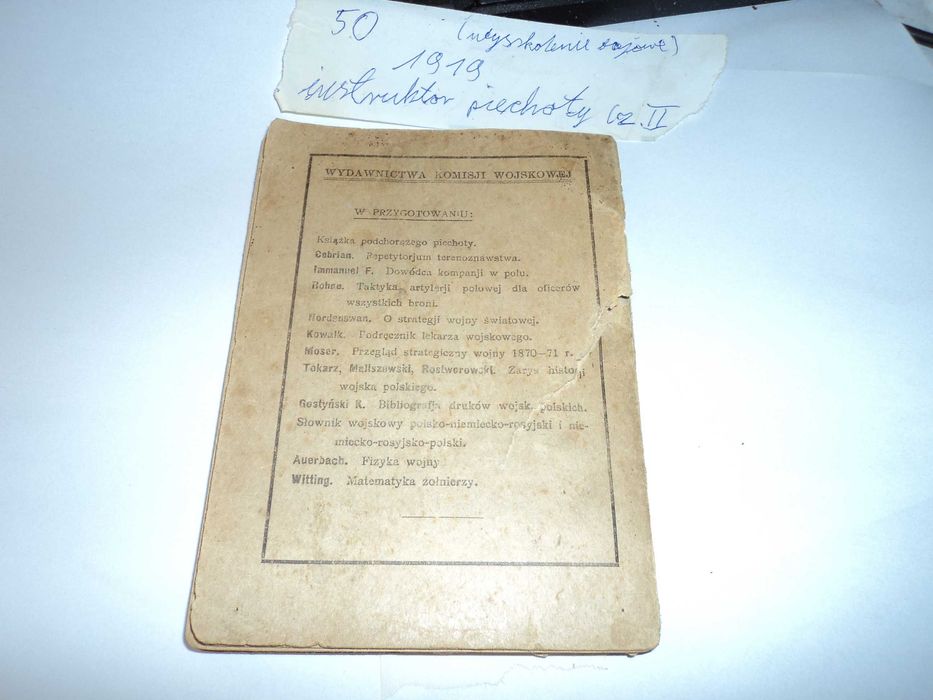 50 (wyszkolenie bojowe)
1919
instruktor piechoty cz. II
WYDAWNICTWA KOMISJI WOJSKOWEJ
W PRZYGOTOWANIU:
Książka podchorążego piechoty.
Cebrian. Repetytorjum terenoznawstwa.
Immanuel F. Dowódca kompanji w polu.
Rohne. Taktyka artylerji polowej dla oficerów
wszystkich broni.
Nordenswan. O strategji wojny światowej.
Kowalk. Podręcznik lekarza wojskowego.
Moser. Przegląd strategiczny wojny 1870—71 r.
Tokarz, Maliszewski, Rostworowski. Zarys historji
wojska polskiego.
Gostyński K. Bibliografja druków wojsk. polskich.
Słownik wojskowy polsko-niemiecko-rosyjski i nie-
miecko-rosyjsko-polski.
Auerbach. Fizyka wojny
Witting. Matematyka żołnierzy.